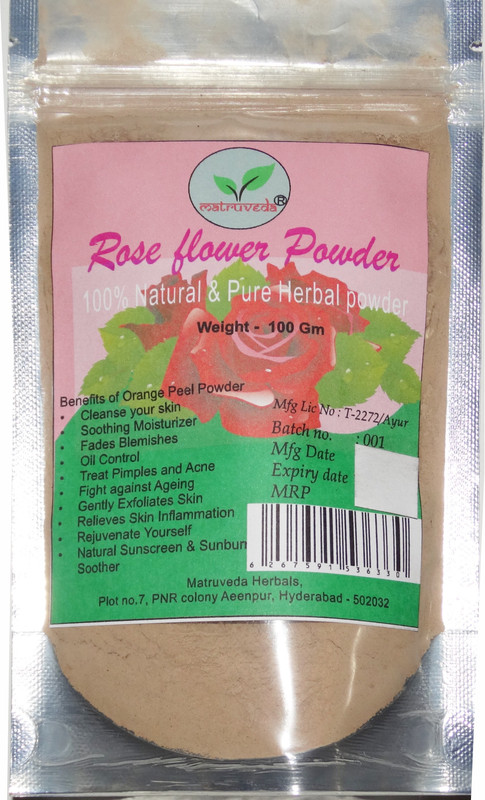 matruveda®
Rose flower Powder
100% Natural & Pure Herbal powder
Weight - 100 Gm
Benefits of Orange Peel Powder
• Cleanse your skin
• Soothing Moisturizer
• Fades Blemishes
• Oil Control
• Treat Pimples and Acne
• Fight against Ageing
• Gently Exfoliates Skin
• Relieves Skin Inflammation
• Rejuvenate Yourself
• Natural Sunscreen & Sunburn
Soother
Mfg Lic No : T-2272/Ayur
Batch no. : 001
Mfg Date
Expiry date
MRP
6 267591 536330
Matruveda Herbals,
Plot no.7, PNR colony Aeenpur, Hyderabad - 502032